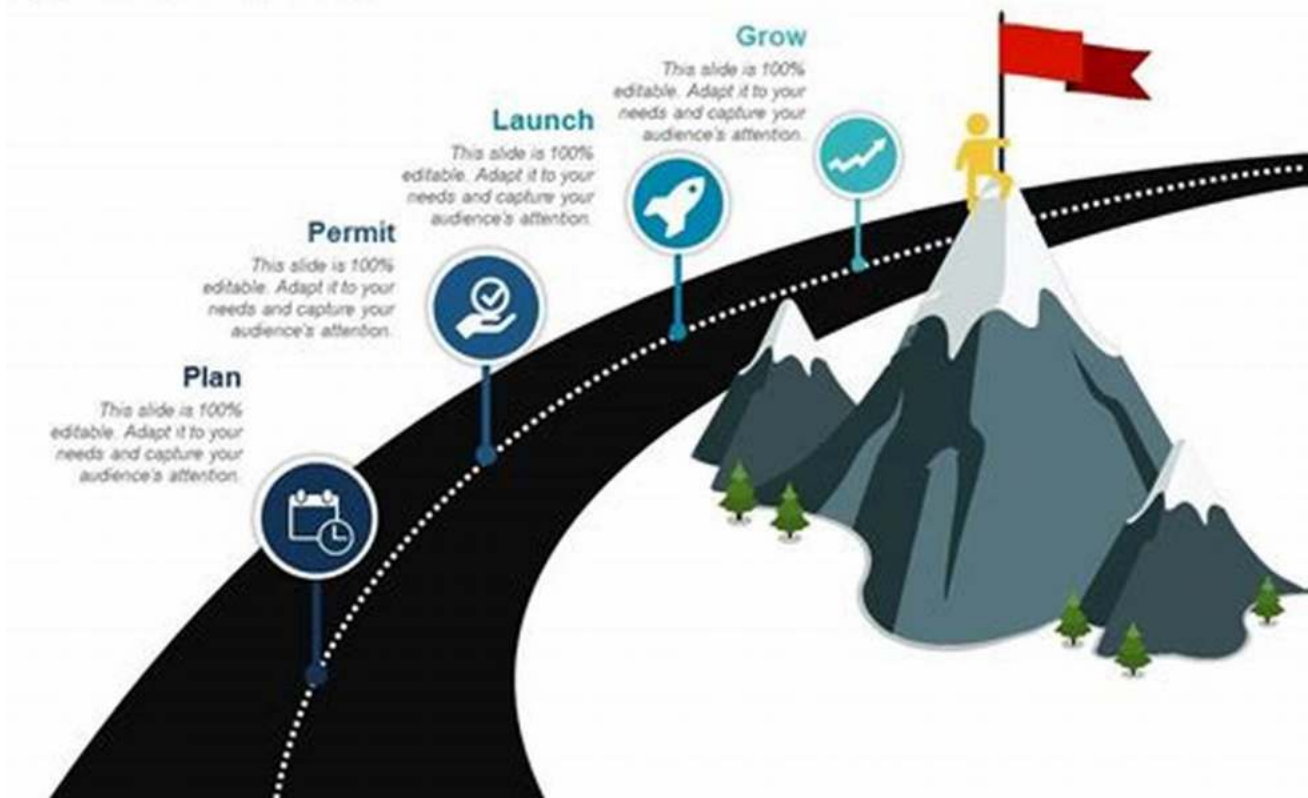 Grow
This slide is 100%
editable. Adapt it to your
needs and capture your
audience's attention.
Launch
This slide is 100%
editable. Adapt it to your
needs and capture your
audience's attention.
Permit
This slide is 100%
editable. Adapt it to your
needs and capture your
audience's attention.
Plan
This slide is 100%
editable. Adapt it to your
needs and capture your
audience's attention.